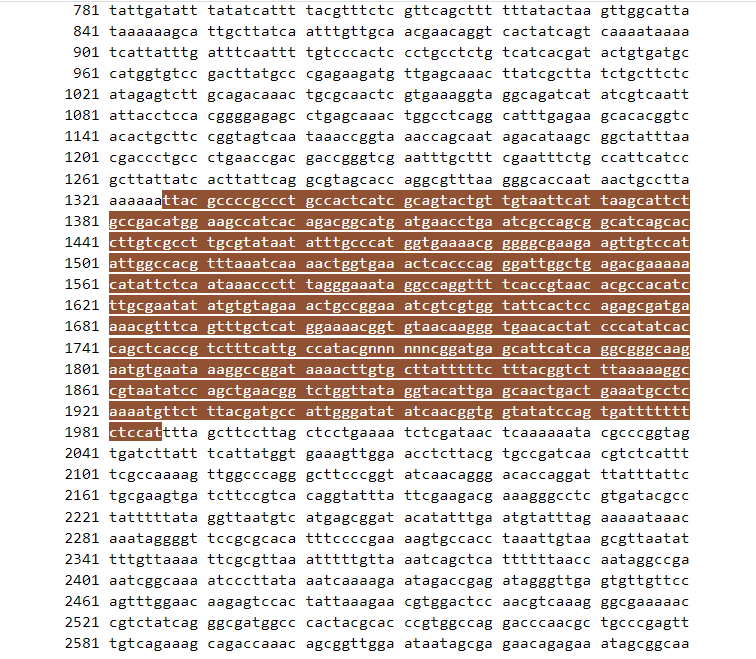 781 tattgatatt tatatcattt tacgtttctc gttcagcttt tttatactaa gttggcatta
841 taaaaaagca ttgcttatca atttgttgca acgaacaggt cactatcagt caaaataaaa
901 tcattatttg atttcaattt tgtcccactc cctgcctctg tcatcacgat actgtgatgc
961 catggtgtcc gacttatgcc cgagaagatg ttgagcaaac ttatcgctta tctgcttctc
1021 atagagtctt gcagacaaac tgcgcaactc gtgaaaggta ggcagatcat atcgtcaatt
1081 attacctcca cggggagagc ctgagcaaac tggcctcagg catttgagaa gcacacggtc
1141 acactgcttc cggtagtcaa taaaccggta aaccagcaat agacataagc ggctatttaa
1201 cgaccctgcc ctgaaccgac gaccgggtcg aatttgcttt cgaatttctg ccattcatcc
1261 gcttattatc acttattcag gcgtagcacc aggcgtttaa gggcaccaat aactgcctta
1321 aaaaaattac gccccgccct gccactcatc gcagtactgt tgtaattcat taagcattct
1381 gccgacatgg aagccatcac agacggcatg atgaacctga atcgccagcg gcatcagcac
1441 cttgtcgcct tgcgtataat atttgcccat ggtgaaaacg ggggcgaaga agttgtccat
1501 attggccacg tttaaatcaa aactggtgaa actcacccag ggattggctg agacgaaaaa
1561 catattctca ataaaccctt tagggaaata ggccaggttt tcaccgtaac acgccacatc
1621 ttgcgaatat atgtgtagaa actgccggaa atcgtcgtgg tattcactcc agagcgatga
1681 aaacgtttca gtttgctcat ggaaaacggt gtaacaaggg tgaacactat cccatatcac
1741 cagctcaccg tctttcattg ccatacgnnn nnnncggatga gcattcatca ggcgggcaag
1801 aatgtgaata aaggccggat aaaacttgtg cttatttttc tttacggtct ttaaaaaggc
1861 cgtaatatcc agctgaacgg tctggttata ggtacattga gcaactgact gaaatgcctc
1921 aaaatgttct ttacgatgcc attgggatat atcaacggtg gtatatccag tgattttttt
1981 ctccatttta gcttccttag ctcctgaaaa tctcgataac tcaaaaaata cgcccggtag
2041 tgatcttatt tcattatggt gaaagttgga acctcttacg tgccgatcaa cgtctcattt
2101 tcgccaaaag ttggcccagg gcttcccggt atcaacaggg acaccaggat ttatttattc
2161 tgcgaagtga tcttccgtca caggtattta ttcgaagacg aaagggcctc gtgatacgcc
2221 tatttttata ggttaatgtc atgagcggat acatatttga atgtatttag aaaaataaac
2281 aaataggggt tccgcgcaca tttccccgaa aagtgccacc taaattgtaa gcgttaatat
2341 tttgttaaaa ttcgcgttaa atttttgtta aatcagctca ttttttaacc aataggccga
2401 aatcggcaaa atcccttata aatcaaaaga atagaccgag atagggttga gtgttgttcc
2461 agtttggaac aagagtccac tattaaagaa cgtggactcc aacgtcaaag ggcgaaaaac
2521 cgtctatcag ggcgatggcc cactacgcac ccgtggccag gacccaacgc tgcccgagtt
2581 tgtcagaaag cagaccaaac agcggttgga ataatagcga gaacagagaa atagcggcaa